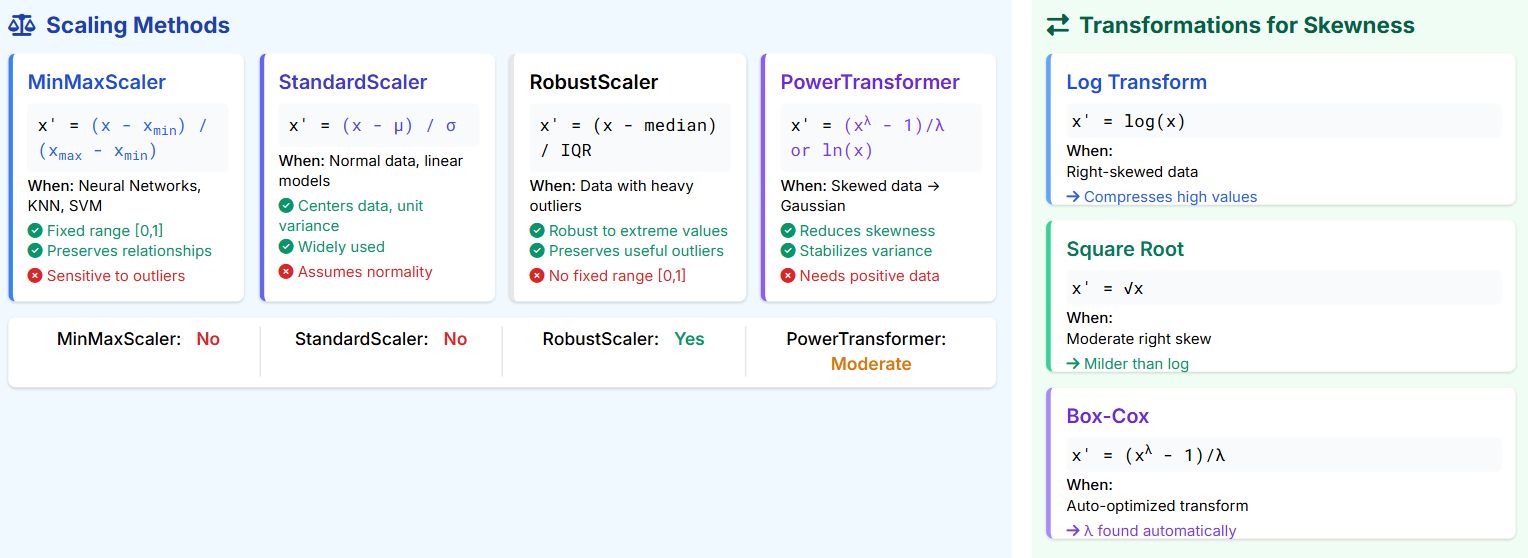 Scaling Methods
MinMaxScaler
x' = (x - xmin) /
(xmax - xmin)
When: Neural Networks,
KNN, SVM
Fixed range [0,1]
Preserves relationships
Sensitive to outliers
StandardScaler
x' = (x - μ) / σ
When: Normal data, linear
models
Centers data, unit
variance
Widely used
Assumes normality
RobustScaler
x' = (x - median)
/ IQR
When: Data with heavy
outliers
Robust to extreme values
Preserves useful outliers
No fixed range [0,1]
PowerTransformer
x' = (x^λ - 1)/λ
or ln(x)
When: Skewed data →
Gaussian
Reduces skewness
Stabilizes variance
Needs positive data
MinMaxScaler: No
StandardScaler: No
RobustScaler: Yes
PowerTransformer:
Moderate
Transformations for Skewness
Log Transform
x' = log(x)
When:
Right-skewed data
→ Compresses high values
Square Root
x' = √x
When:
Moderate right skew
→ Milder than log
Box-Cox
x' = (x^λ - 1)/λ
When:
Auto-optimized transform
→ λ found automatically